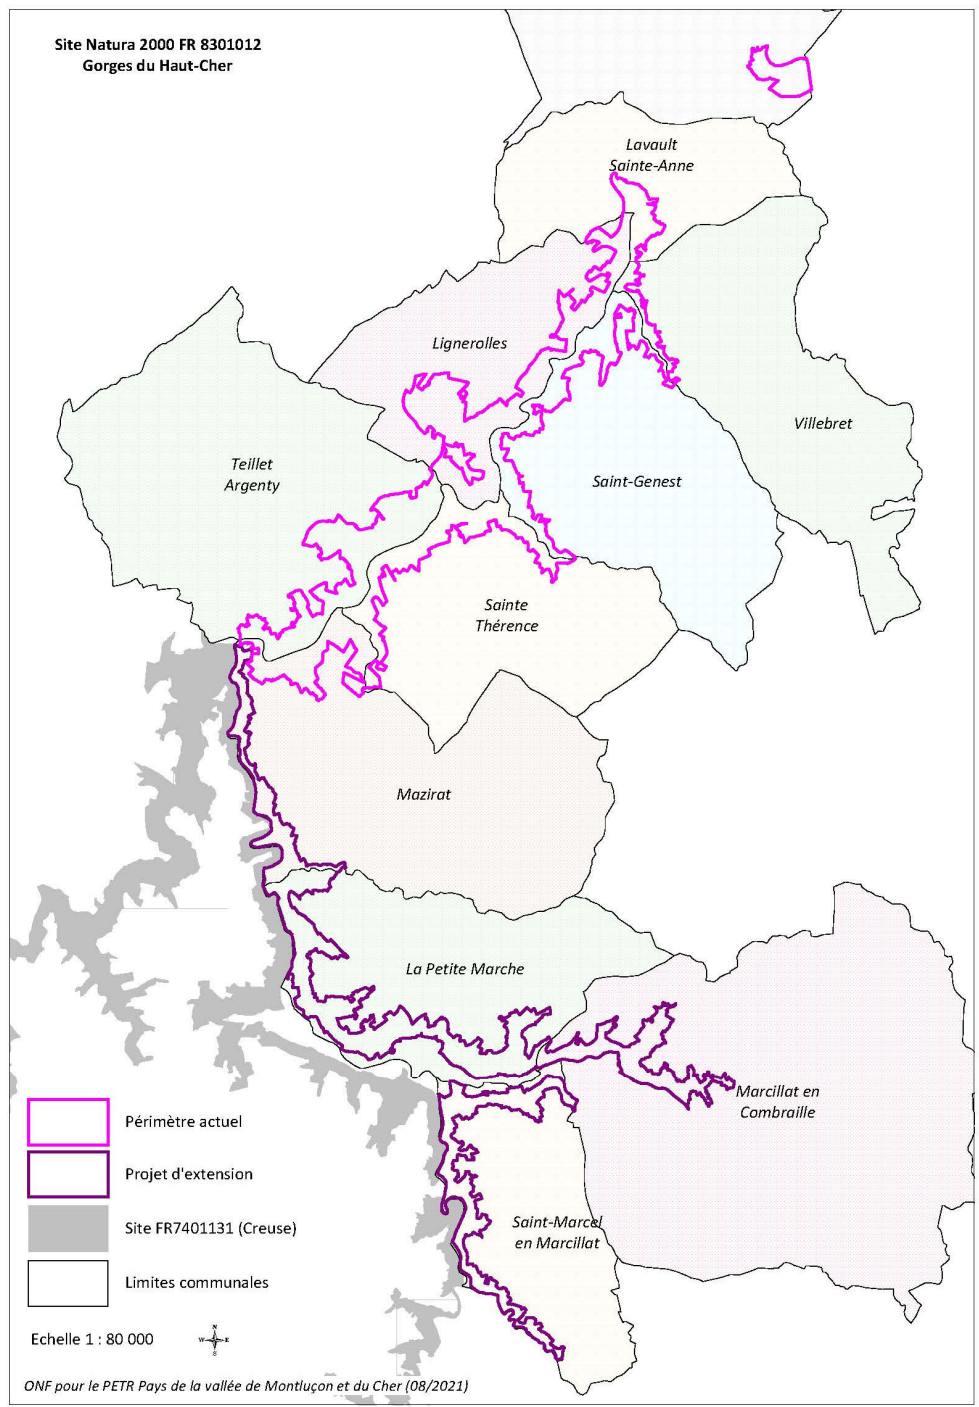 Site Natura 2000 FR 8301012
Gorges du Haut-Cher
Lavault
Sainte-Anne
Lignerolles
Villebret
Teillet
Argenty
Saint-Genest
Sainte
Thérence
Mazirat
La Petite Marche
Marcillat en
Combraille
Saint-Marcel
en Marcillat
Périmètre actuel
Projet d'extension
Site FR7401131 (Creuse)
Limites communales
Echelle 1 : 80 000
N
W E
S
ONF pour le PETR Pays de la vallée de Montluçon et du Cher (08/2021)